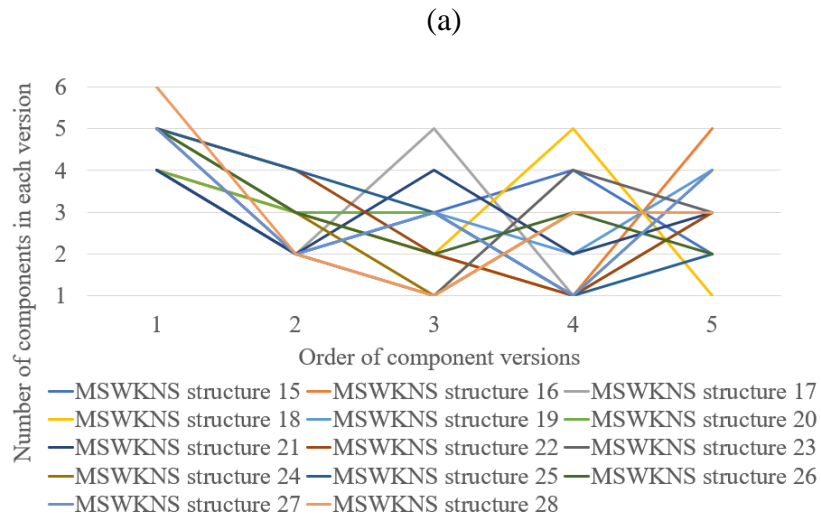 (a)
Number of components in each version
6
5
4
3
2
1
1 2 3 4 5
Order of component versions
MSWKNS structure 15 MSWKNS structure 16 MSWKNS structure 17
MSWKNS structure 18 MSWKNS structure 19 MSWKNS structure 20
MSWKNS structure 21 MSWKNS structure 22 MSWKNS structure 23
MSWKNS structure 24 MSWKNS structure 25 MSWKNS structure 26
MSWKNS structure 27 MSWKNS structure 28